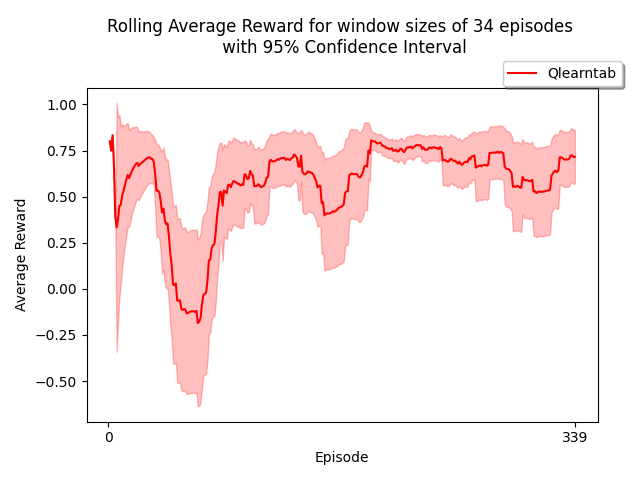 Rolling Average Reward for window sizes of 34 episodes
with 95% Confidence Interval
Qlearntab
1.00
0.75
0.50
0.25
0.00
−0.25
−0.50
Average Reward
0
339
Episode